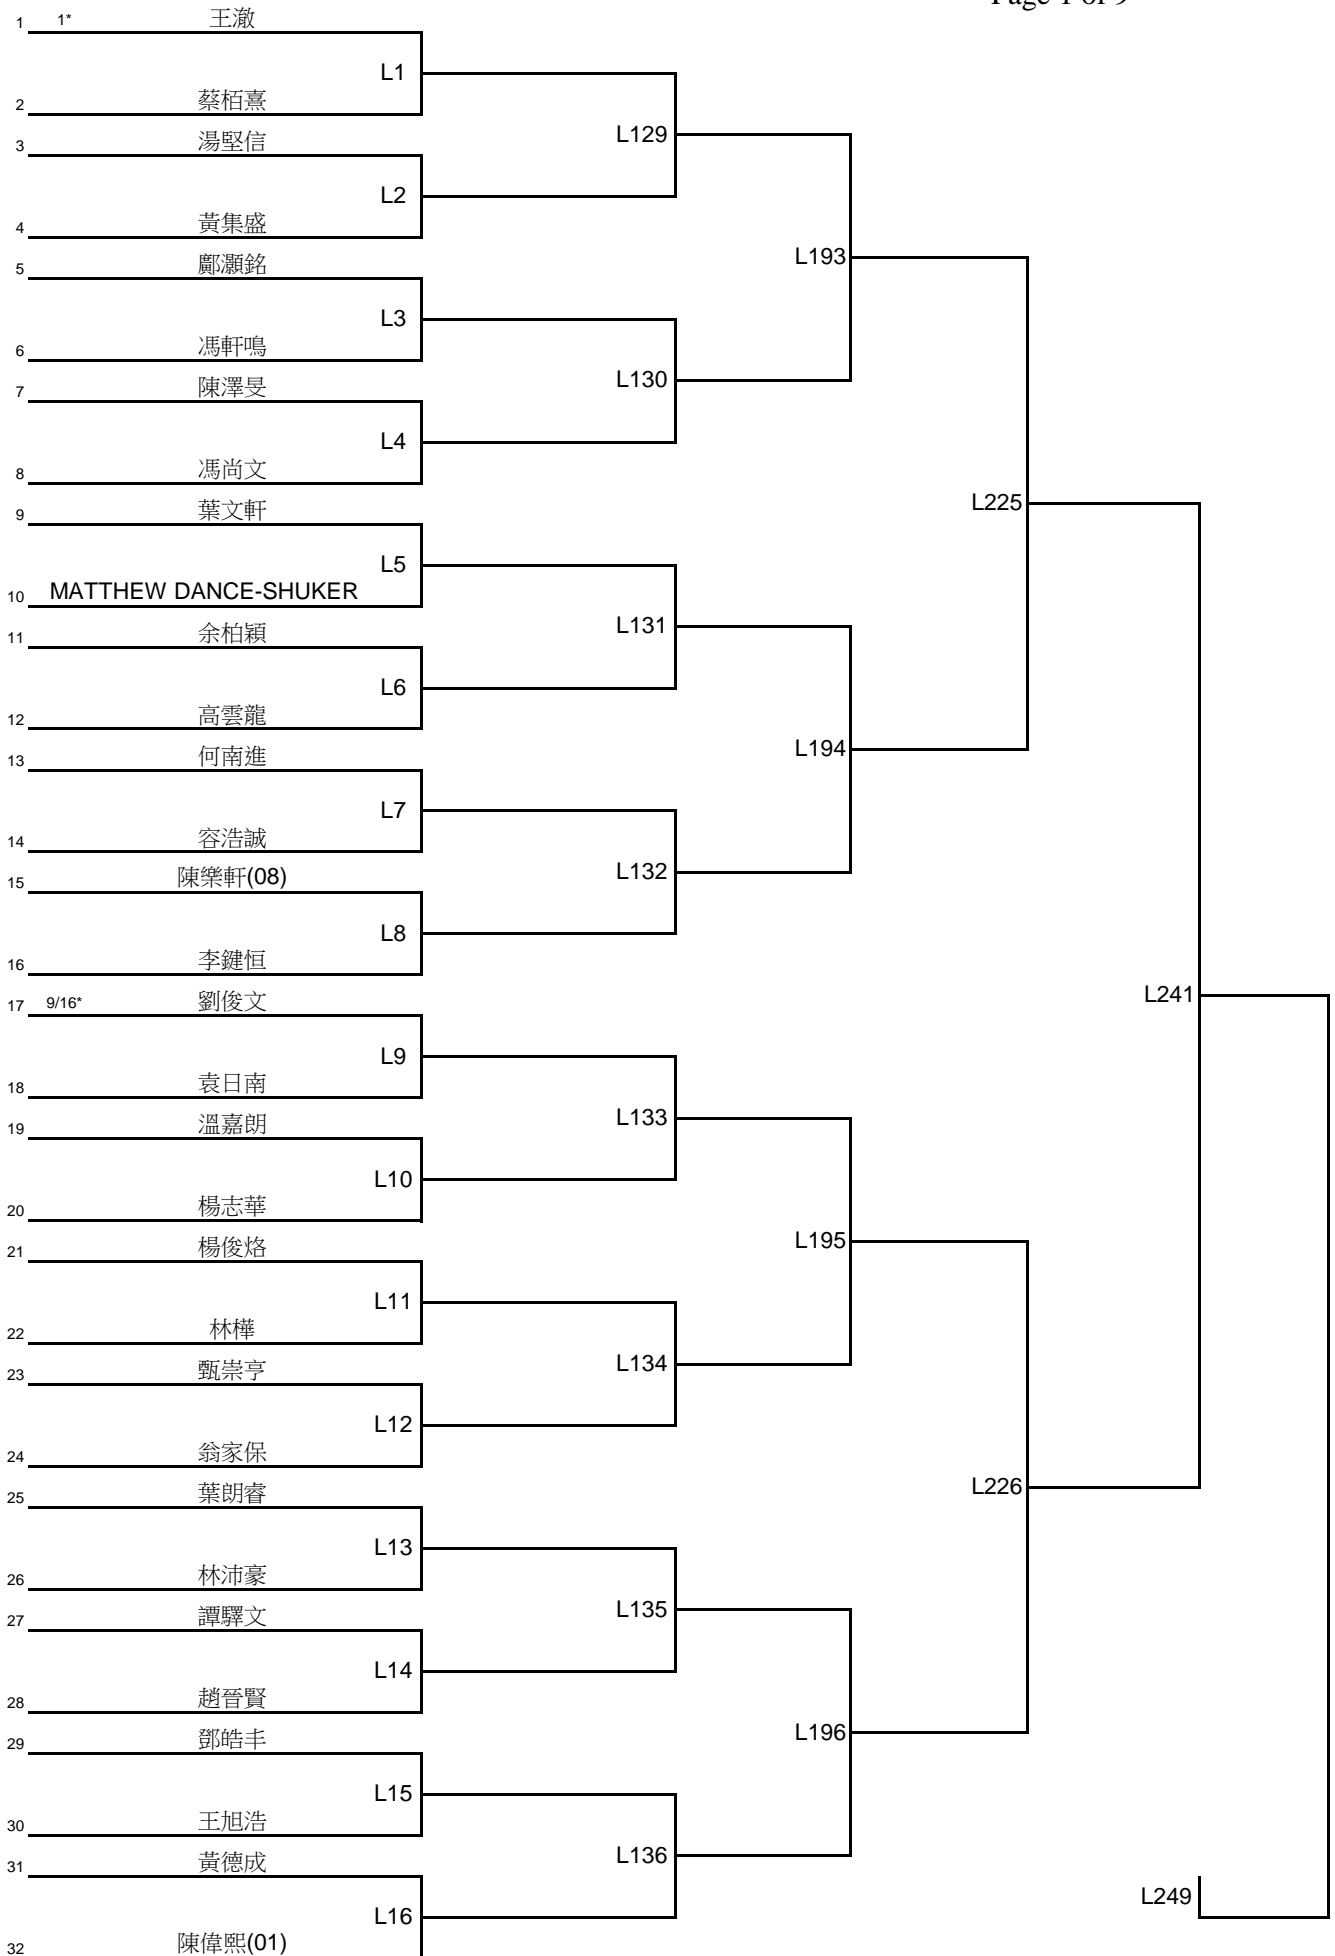 Page 1 of 9
1 1* 王澈
L1
2 蔡栢熹
L129
3 湯堅信
L2
4 黃集盛
L193
5 鄺灝銘
L3
6 馮軒鳴
L130
7 陳澤旻
L4
8 馮尚文
L225
9 葉文軒
L5
10 MATTHEW DANCE-SHUKER
L131
11 余柏穎
L6
12 高雲龍
L194
13 何南進
L7
14 容浩誠
L132
15 陳樂軒(08)
L8
16 李鍵恒
L241
17 9/16* 劉俊文
L9
18 袁日南
L133
19 溫嘉朗
L10
20 楊志華
L195
21 楊俊烙
L11
22 林樺
L134
23 甄崇亨
L12
24 翁家保
L226
25 葉朗睿
L13
26 林沛豪
L135
27 譚驛文
L14
28 趙晉賢
L196
29 鄧皓丰
L15
30 王旭浩
L136
31 黃德成
L249
L16
32 陳偉熙(01)